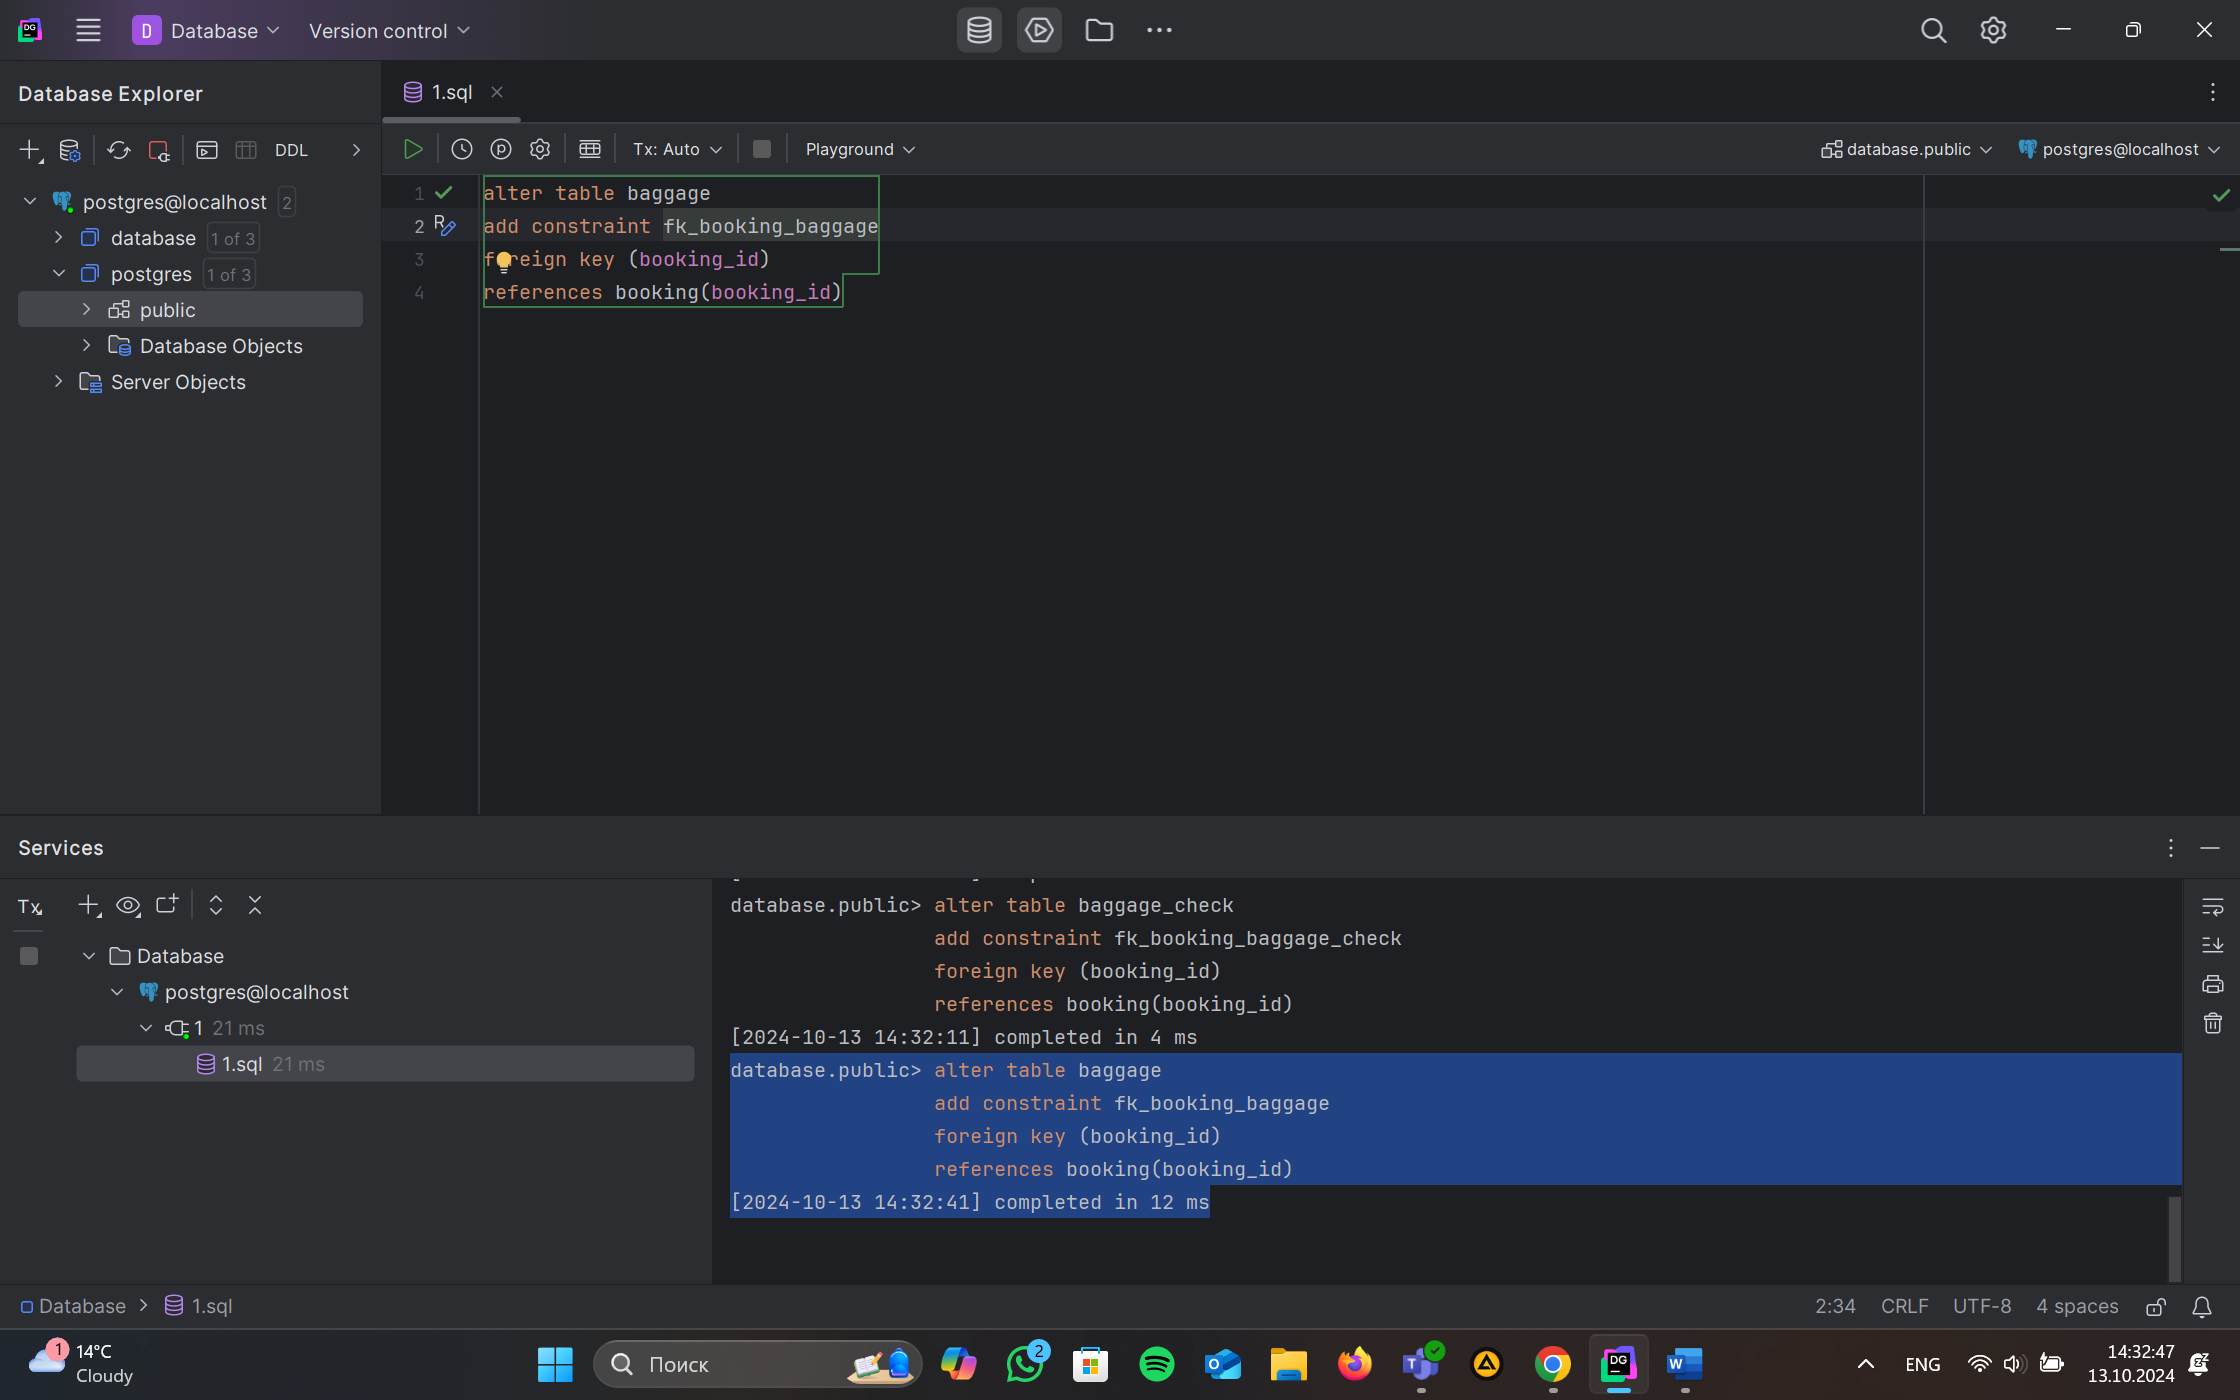 DG
D Database Version control
Database Explorer
1.sql
DDL
Tx: Auto
Playground
database.public
postgres@localhost
postgres@localhost 2
database 1 of 3
postgres 1 of 3
public
Database Objects
Server Objects
1 alter table baggage
2 add constraint fk_booking_baggage
3 foreign key (booking_id)
4 references booking(booking_id)
Services
Tx
Database
postgres@localhost
1 21 ms
1.sql 21 ms
database.public> alter table baggage_check
add constraint fk_booking_baggage_check
foreign key (booking_id)
references booking(booking_id)
[2024-10-13 14:32:11] completed in 4 ms
database.public> alter table baggage
add constraint fk_booking_baggage
foreign key (booking_id)
references booking(booking_id)
[2024-10-13 14:32:41] completed in 12 ms
Database 1.sql
2:34 CRLF UTF-8 4 spaces
1 14°C
Cloudy
Поиск
2
DG
ENG
14:32:47
13.10.2024